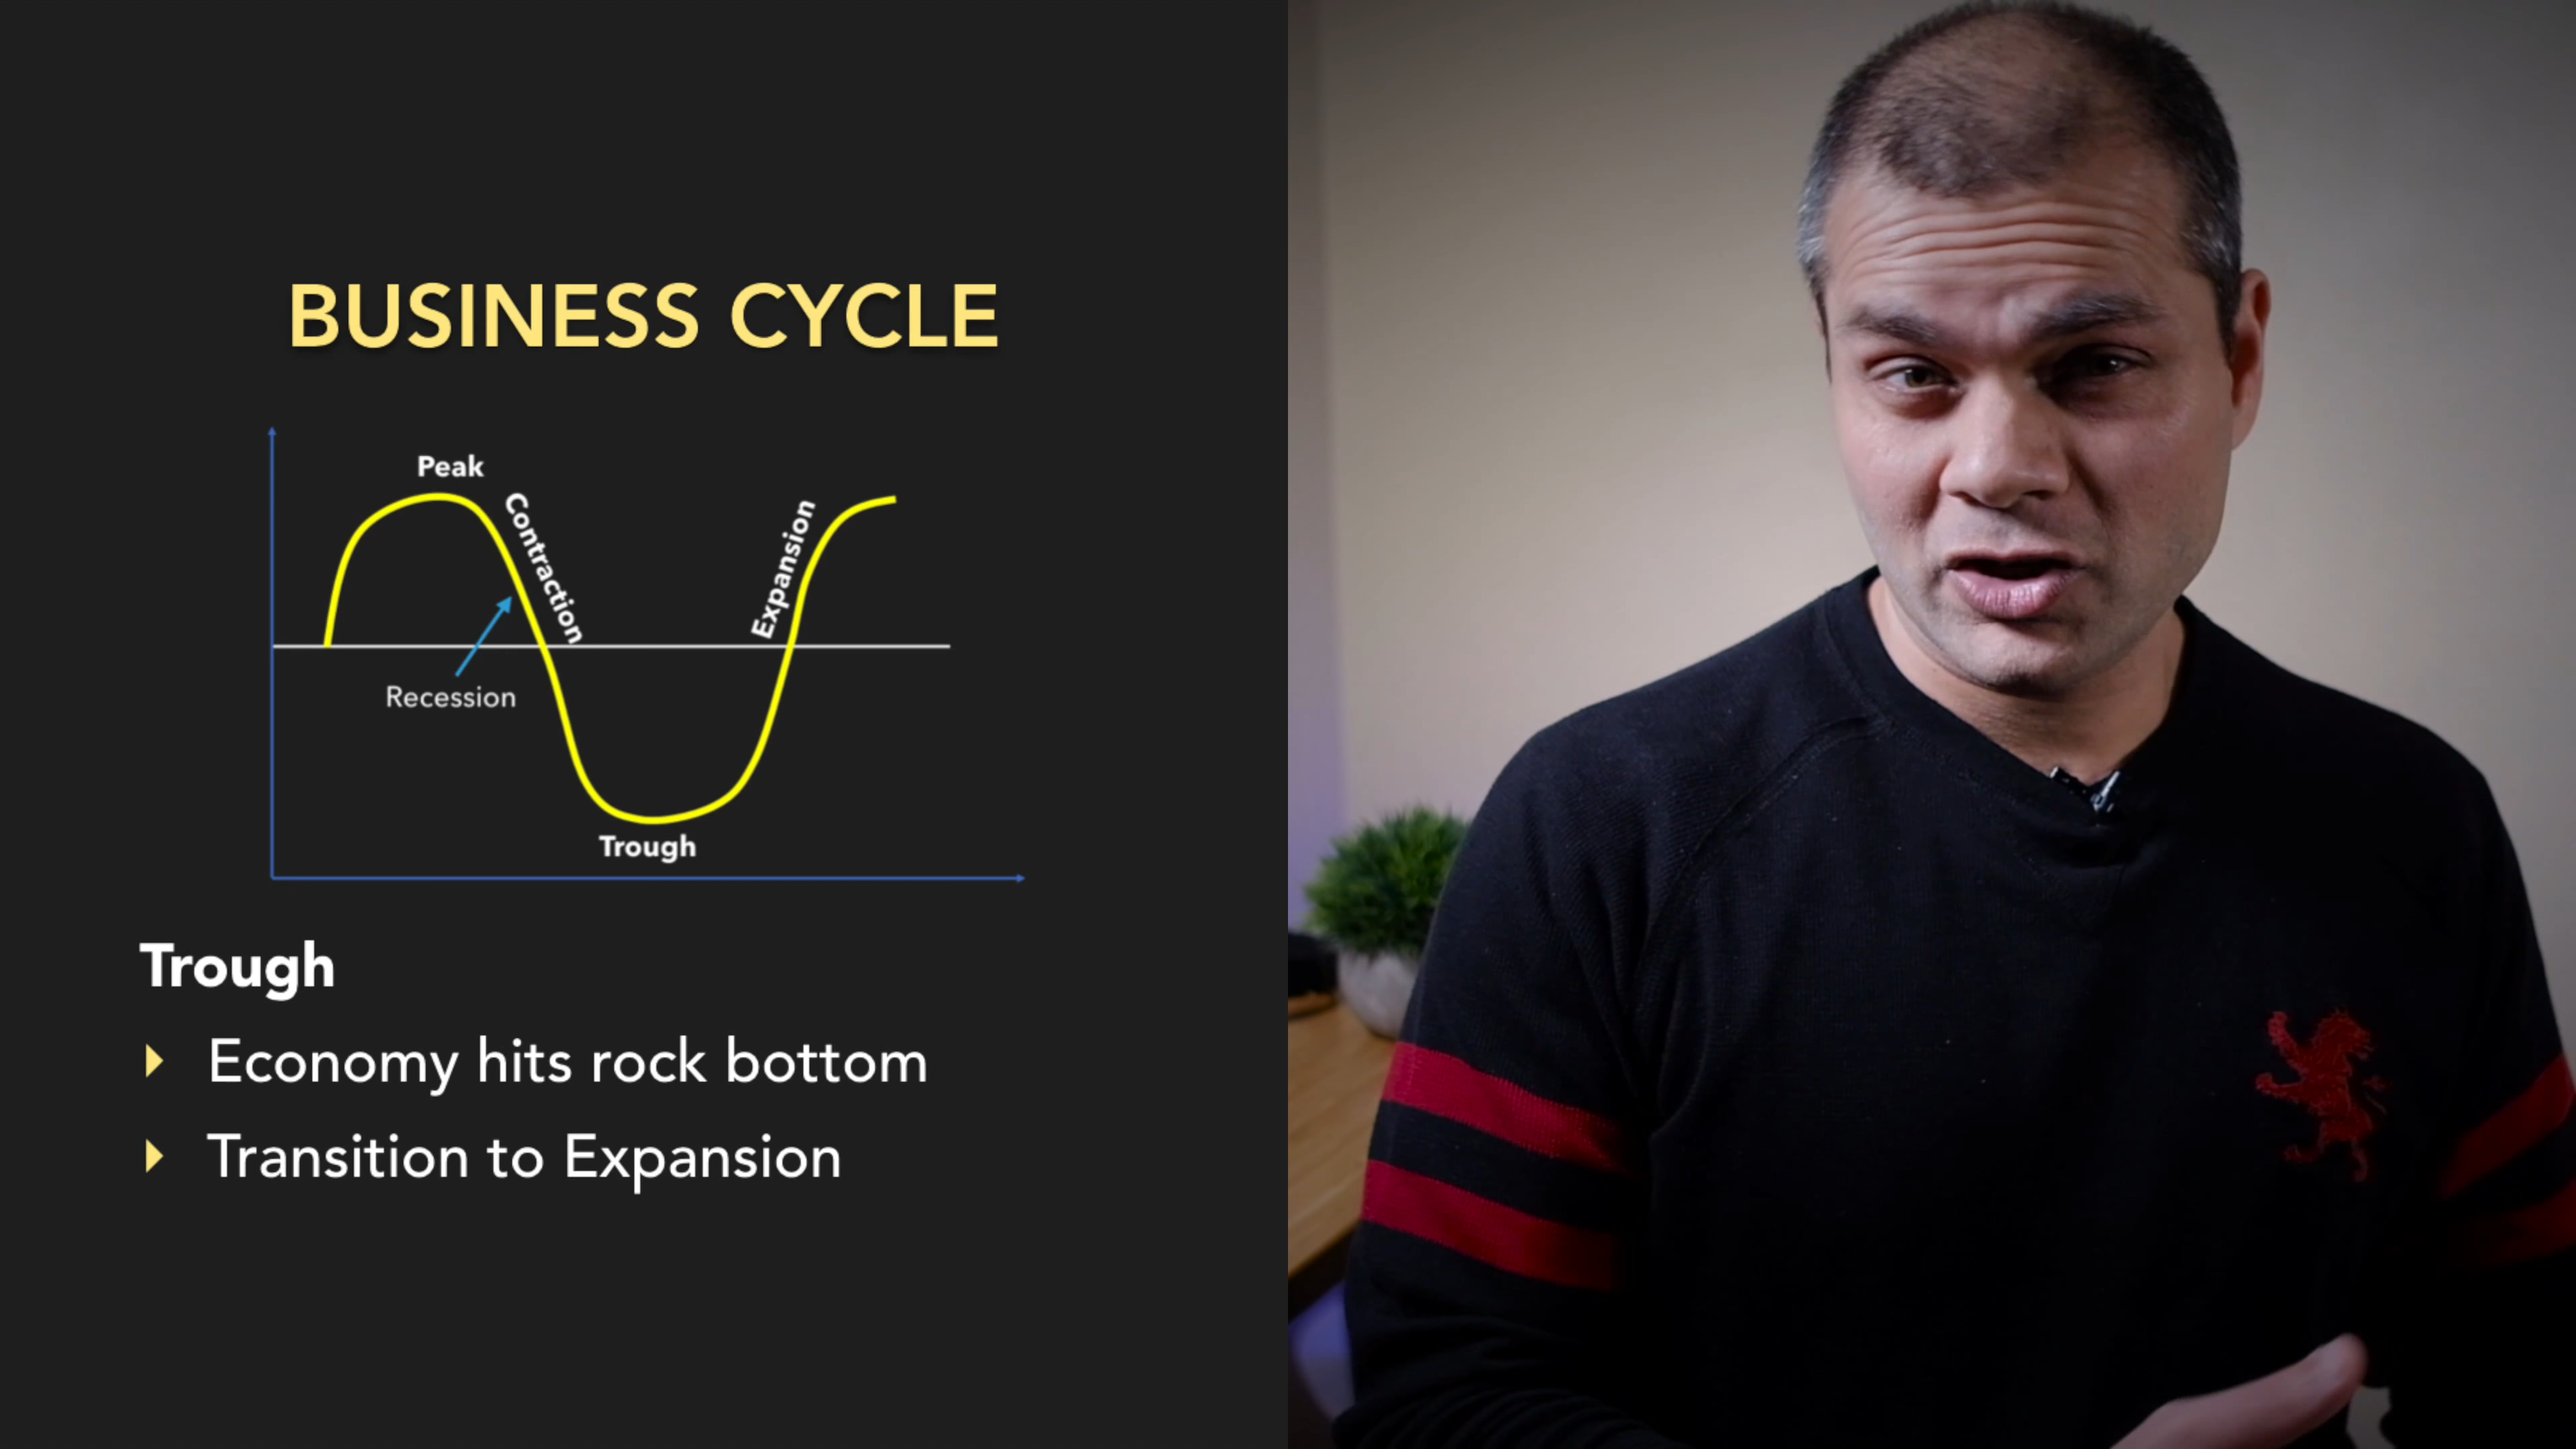 BUSINESS CYCLE
Peak
Contraction
Expansion
Recession
Trough
Trough
Economy hits rock bottom
Transition to Expansion